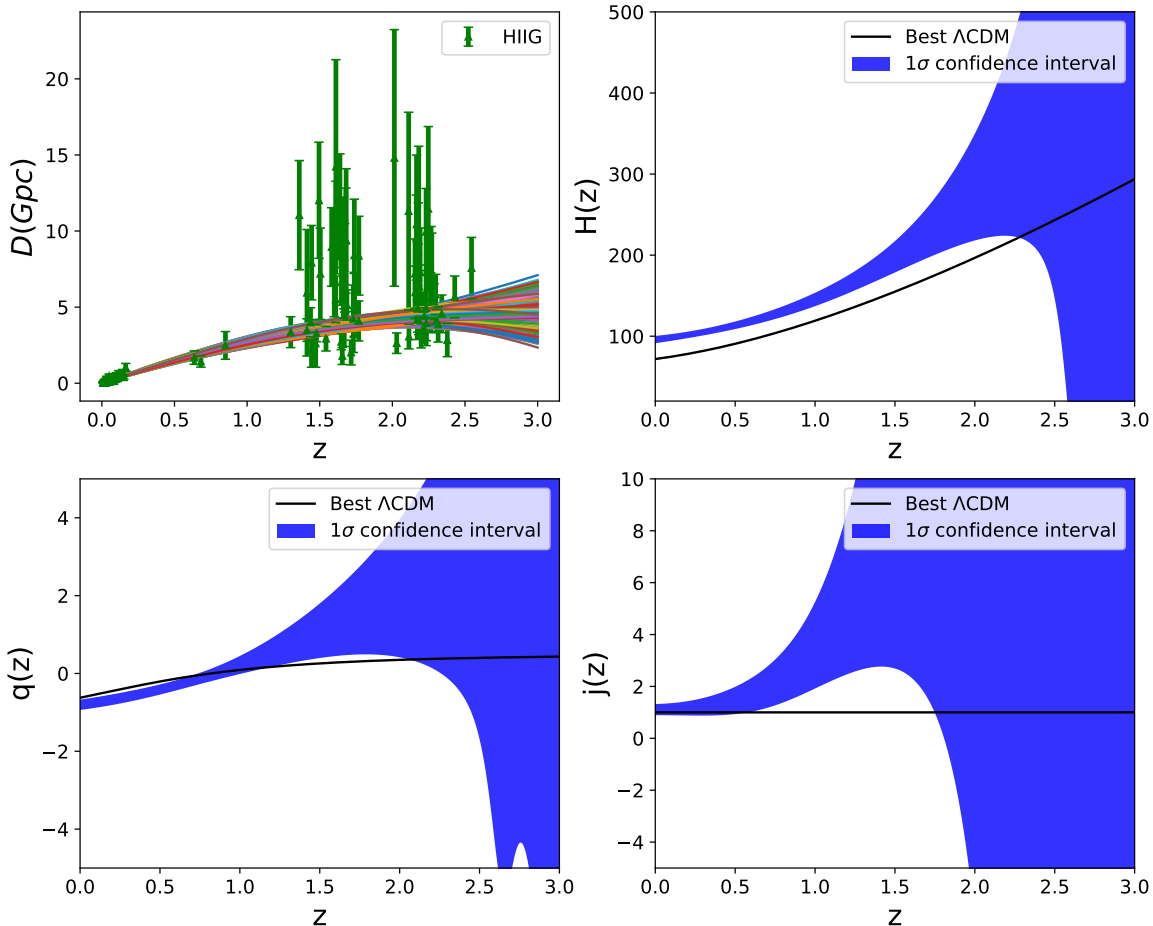 HIIG
D(Gpc)
20
15
10
5
0
0.0 0.5 1.0 1.5 2.0 2.5 3.0
z
Best ΛCDM
1σ confidence interval
H(z)
500
400
300
200
100
0.0 0.5 1.0 1.5 2.0 2.5 3.0
z
Best ΛCDM
1σ confidence interval
q(z)
4
2
0
−2
−4
0.0 0.5 1.0 1.5 2.0 2.5 3.0
z
Best ΛCDM
1σ confidence interval
j(z)
10
8
6
4
2
0
−2
−4
0.0 0.5 1.0 1.5 2.0 2.5 3.0
z